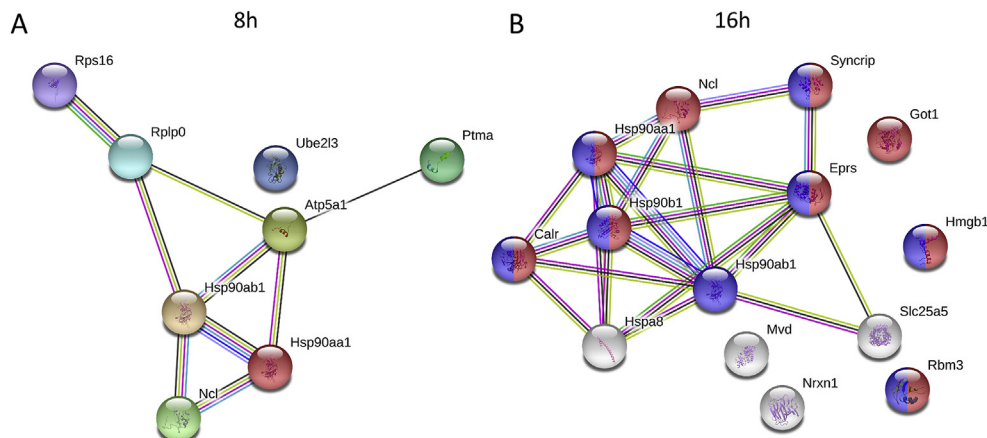 A
8h
Rps16
Rplp0
Ube2l3
Ptma
Atp5a1
Hsp90ab1
Hsp90aa1
Ncl
B
16h
Syncrip
Ncl
Got1
Hsp90aa1
Eprs
Hsp90b1
Hmgb1
Calr
Hsp90ab1
Slc25a5
Hspa8
Mvd
Rbm3
Nrxn1